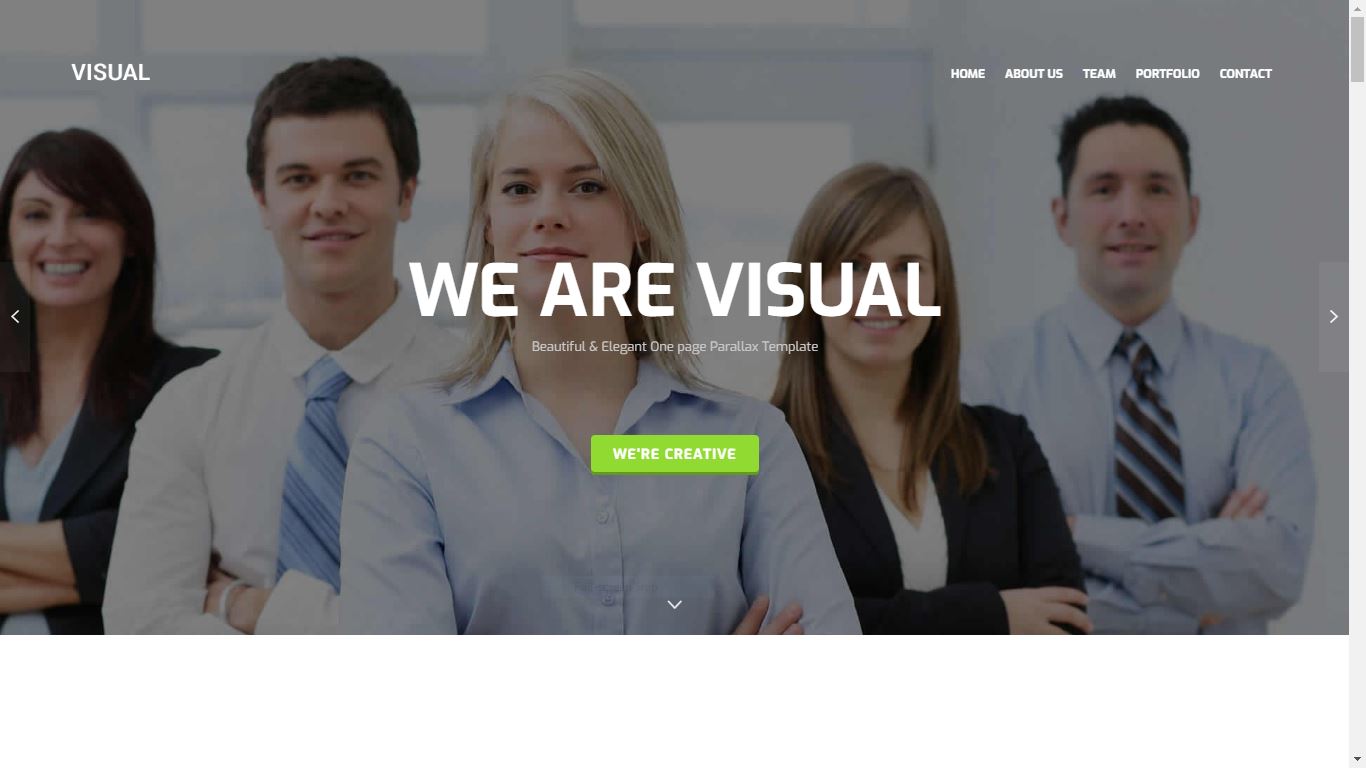 VISUAL
HOME ABOUT US TEAM PORTFOLIO CONTACT
WE ARE VISUAL
Beautiful & Elegant One page Parallax Template
WE'RE CREATIVE